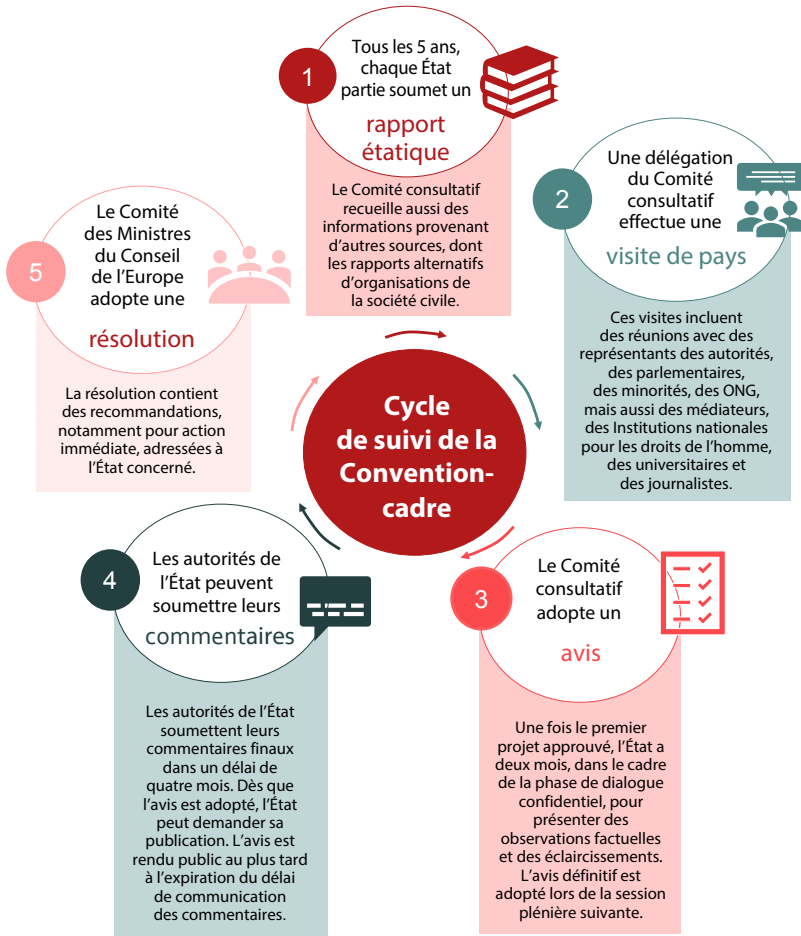 1
Tous les 5 ans,
chaque État
partie soumet un
rapport
étatique
Le Comité consultatif
recueille aussi des
informations provenant
d’autres sources, dont
les rapports alternatifs
d’organisations de
la société civile.
2
Une délégation
du Comité
consultatif
effectue une
visite de pays
Ces visites incluent
des réunions avec des
représentants des autorités,
des parlementaires,
des minorités, des ONG,
mais aussi des médiateurs,
des Institutions nationales
pour les droits de l’homme,
des universitaires et
des journalistes.
3
Le Comité
consultatif
adopte un
avis
Une fois le premier
projet approuvé, l’État a
deux mois, dans le cadre
de la phase de dialogue
confidentiel, pour
présenter des
observations factuelles
et des éclaircissements.
L’avis définitif est
adopté lors de la session
plénière suivante.
4
Les autorités de
l’État peuvent
soumettre leurs
commentaires
Les autorités de l’État
soumettent leurs
commentaires finaux
dans un délai de
quatre mois. Dès que
l’avis est adopté, l’État
peut demander sa
publication. L’avis est
rendu public au plus tard
à l’expiration du délai
de communication
des commentaires.
5
Le Comité
des Ministres
du Conseil
de l’Europe
adopte une
résolution
La résolution contient
des recommandations,
notamment pour action
immédiate, adressées à
l’État concerné.
Cycle
de suivi de la
Convention-
cadre